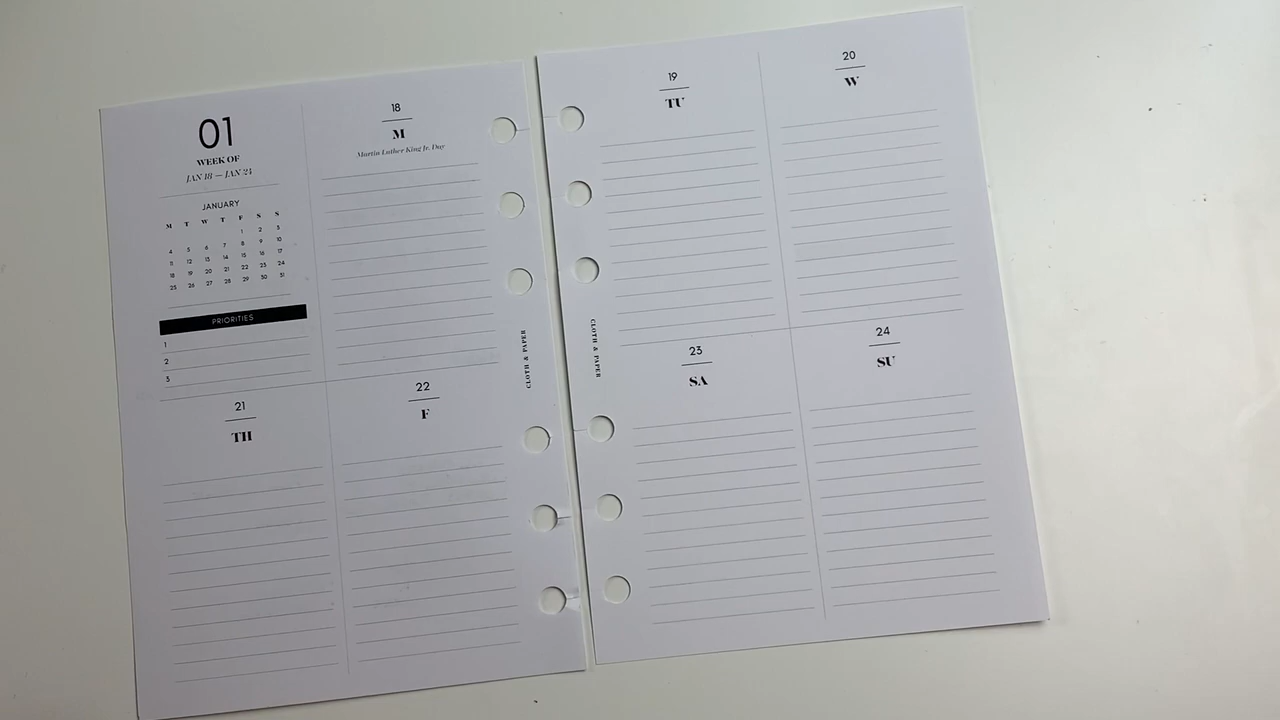 01
WEEK OF
JAN 18 — JAN 24
JANUARY
M T W T F S S
1 2 3
4 5 6 7 8 9 10
11 12 13 14 15 16 17
18 19 20 21 22 23 24
25 26 27 28 29 30 31
PRIORITIES
1
2
3
18
M
Martin Luther King Jr. Day
21
TH
22
F
CLOTH & PAPER
CLOTH & PAPER
19
TU
20
W
23
SA
24
SU